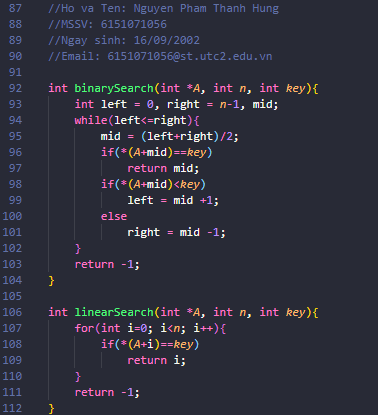 87 //Ho va Ten: Nguyen Pham Thanh Hung
88 //MSSV: 6151071056
89 //Ngay sinh: 16/09/2002
90 //Email: 6151071056@st.utc2.edu.vn
91
92 int binarySearch(int *A, int n, int key){
93     int left = 0, right = n-1, mid;
94     while(left<=right){
95         mid = (left+right)/2;
96         if(*(A+mid)==key)
97             return mid;
98         if(*(A+mid)<key)
99             left = mid +1;
100         else
101             right = mid -1;
102     }
103     return -1;
104 }
105
106 int linearSearch(int *A, int n, int key){
107     for(int i=0; i<n; i++){
108         if(*(A+i)==key)
109             return i;
110     }
111     return -1;
112 }